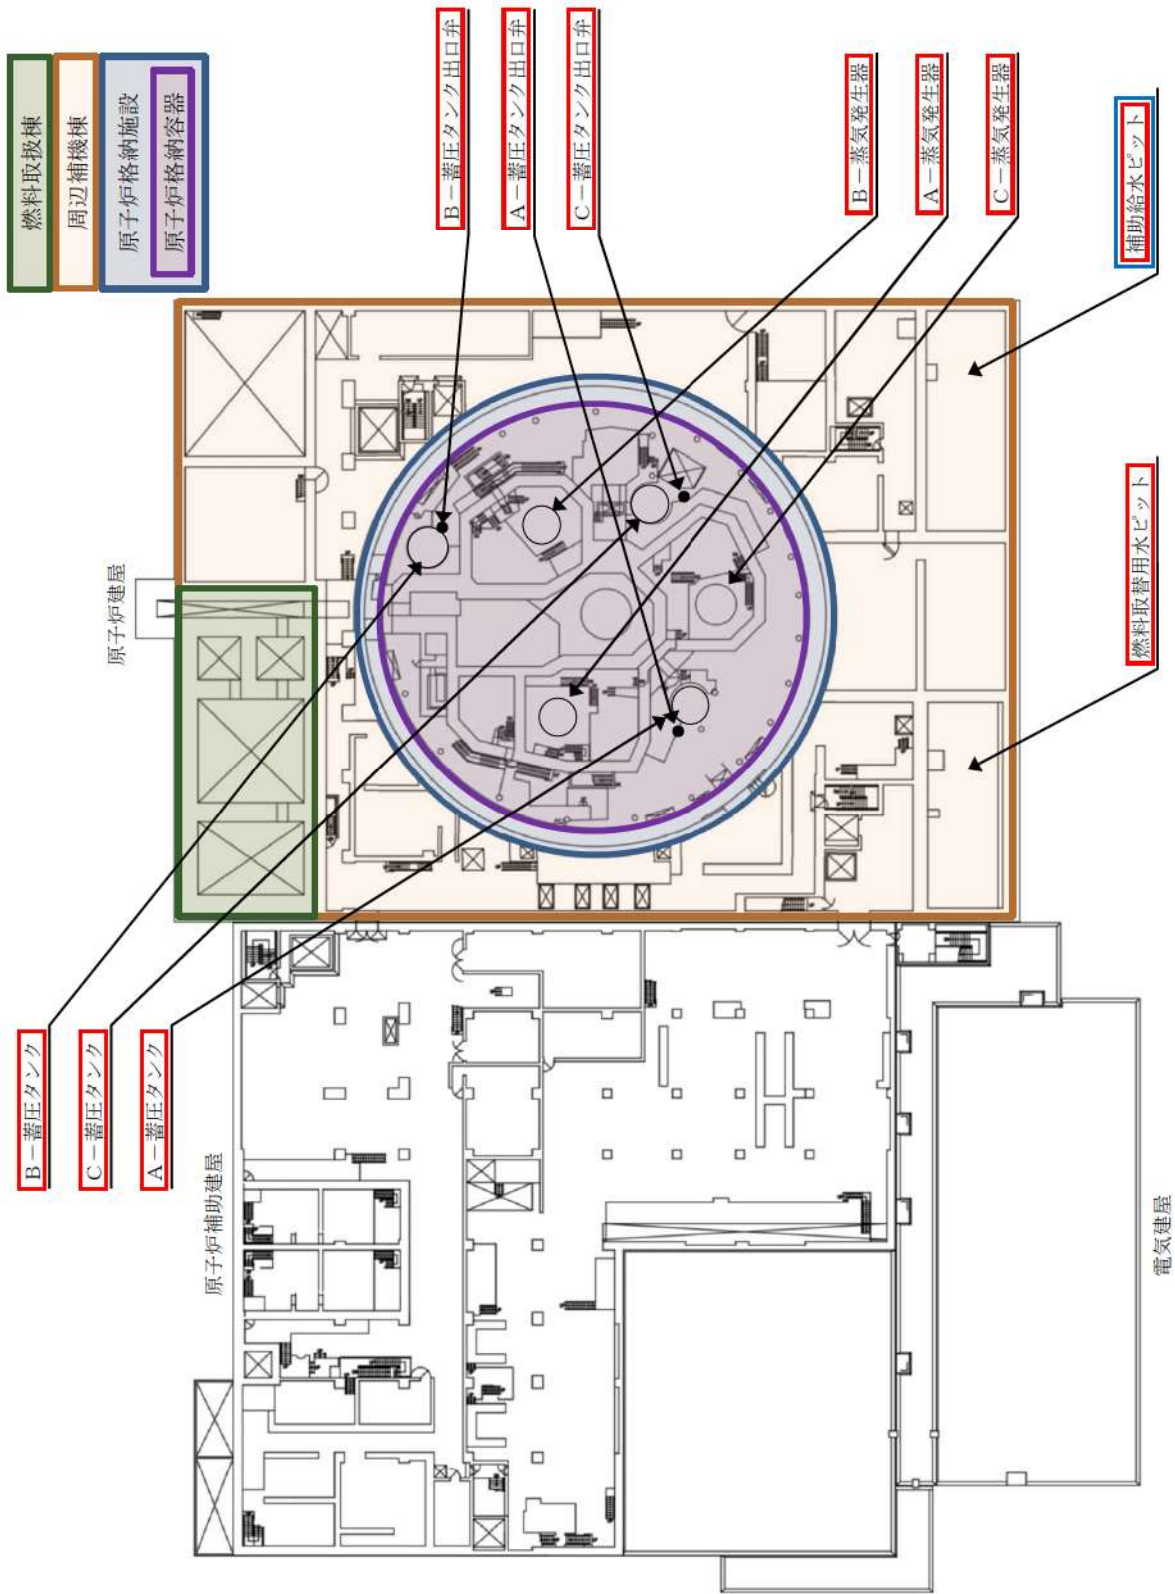 燃料取扱棟
周辺補機棟
原子炉格納施設
原子炉格納容器
B－蓄圧タンク出口弁
A－蓄圧タンク出口弁
C－蓄圧タンク出口弁
B－蒸気発生器
A－蒸気発生器
C－蒸気発生器
補助給水ピット
燃料取替用水ピット
原子炉建屋
B－蓄圧タンク
C－蓄圧タンク
A－蓄圧タンク
原子炉補助建屋
電気建屋